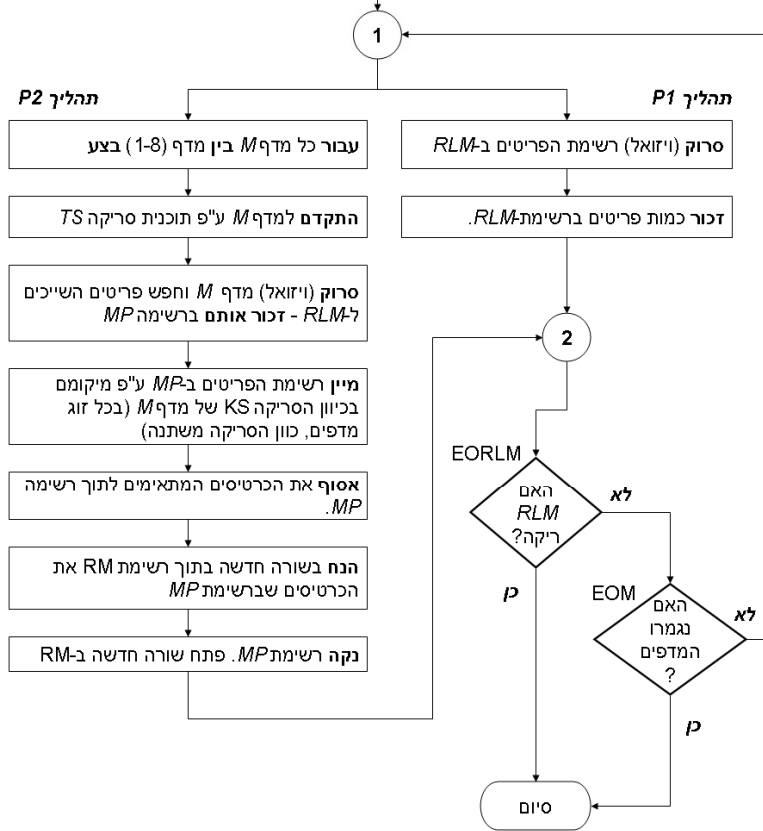 1
תהליך P1
סרוק (ויזואל) רשימת הפריטים ב-RLM
זכור כמות פריטים ברשימת-RLM.
תהליך P2
עבור כל מדף M בין מדף (1-8) בצע
התקדם למדף M ע"פ תוכנית סריקה TS
סרוק (ויזואל) מדף M וחפש פריטים השייכים
ל-RLM - זכור אותם ברשימה MP
מיין רשימת הפריטים ב-MP ע"פ מיקומם
בכיוון הסריקה KS של מדף M (בכל זוג
מדפים, כוון הסריקה משתנה)
אסוף את הכרטיסים המתאימים לתוך רשימה
MP.
הנח בשורה חדשה בתוך רשימת RM את
הכרטיסים שברשימת MP
נקה רשימת MP. פתח שורה חדשה ב-RM
2
EORLM
האם
RLM
ריקה?
לא
כן
EOM
האם
נגמרו
המדפים
?
לא
כן
סיום